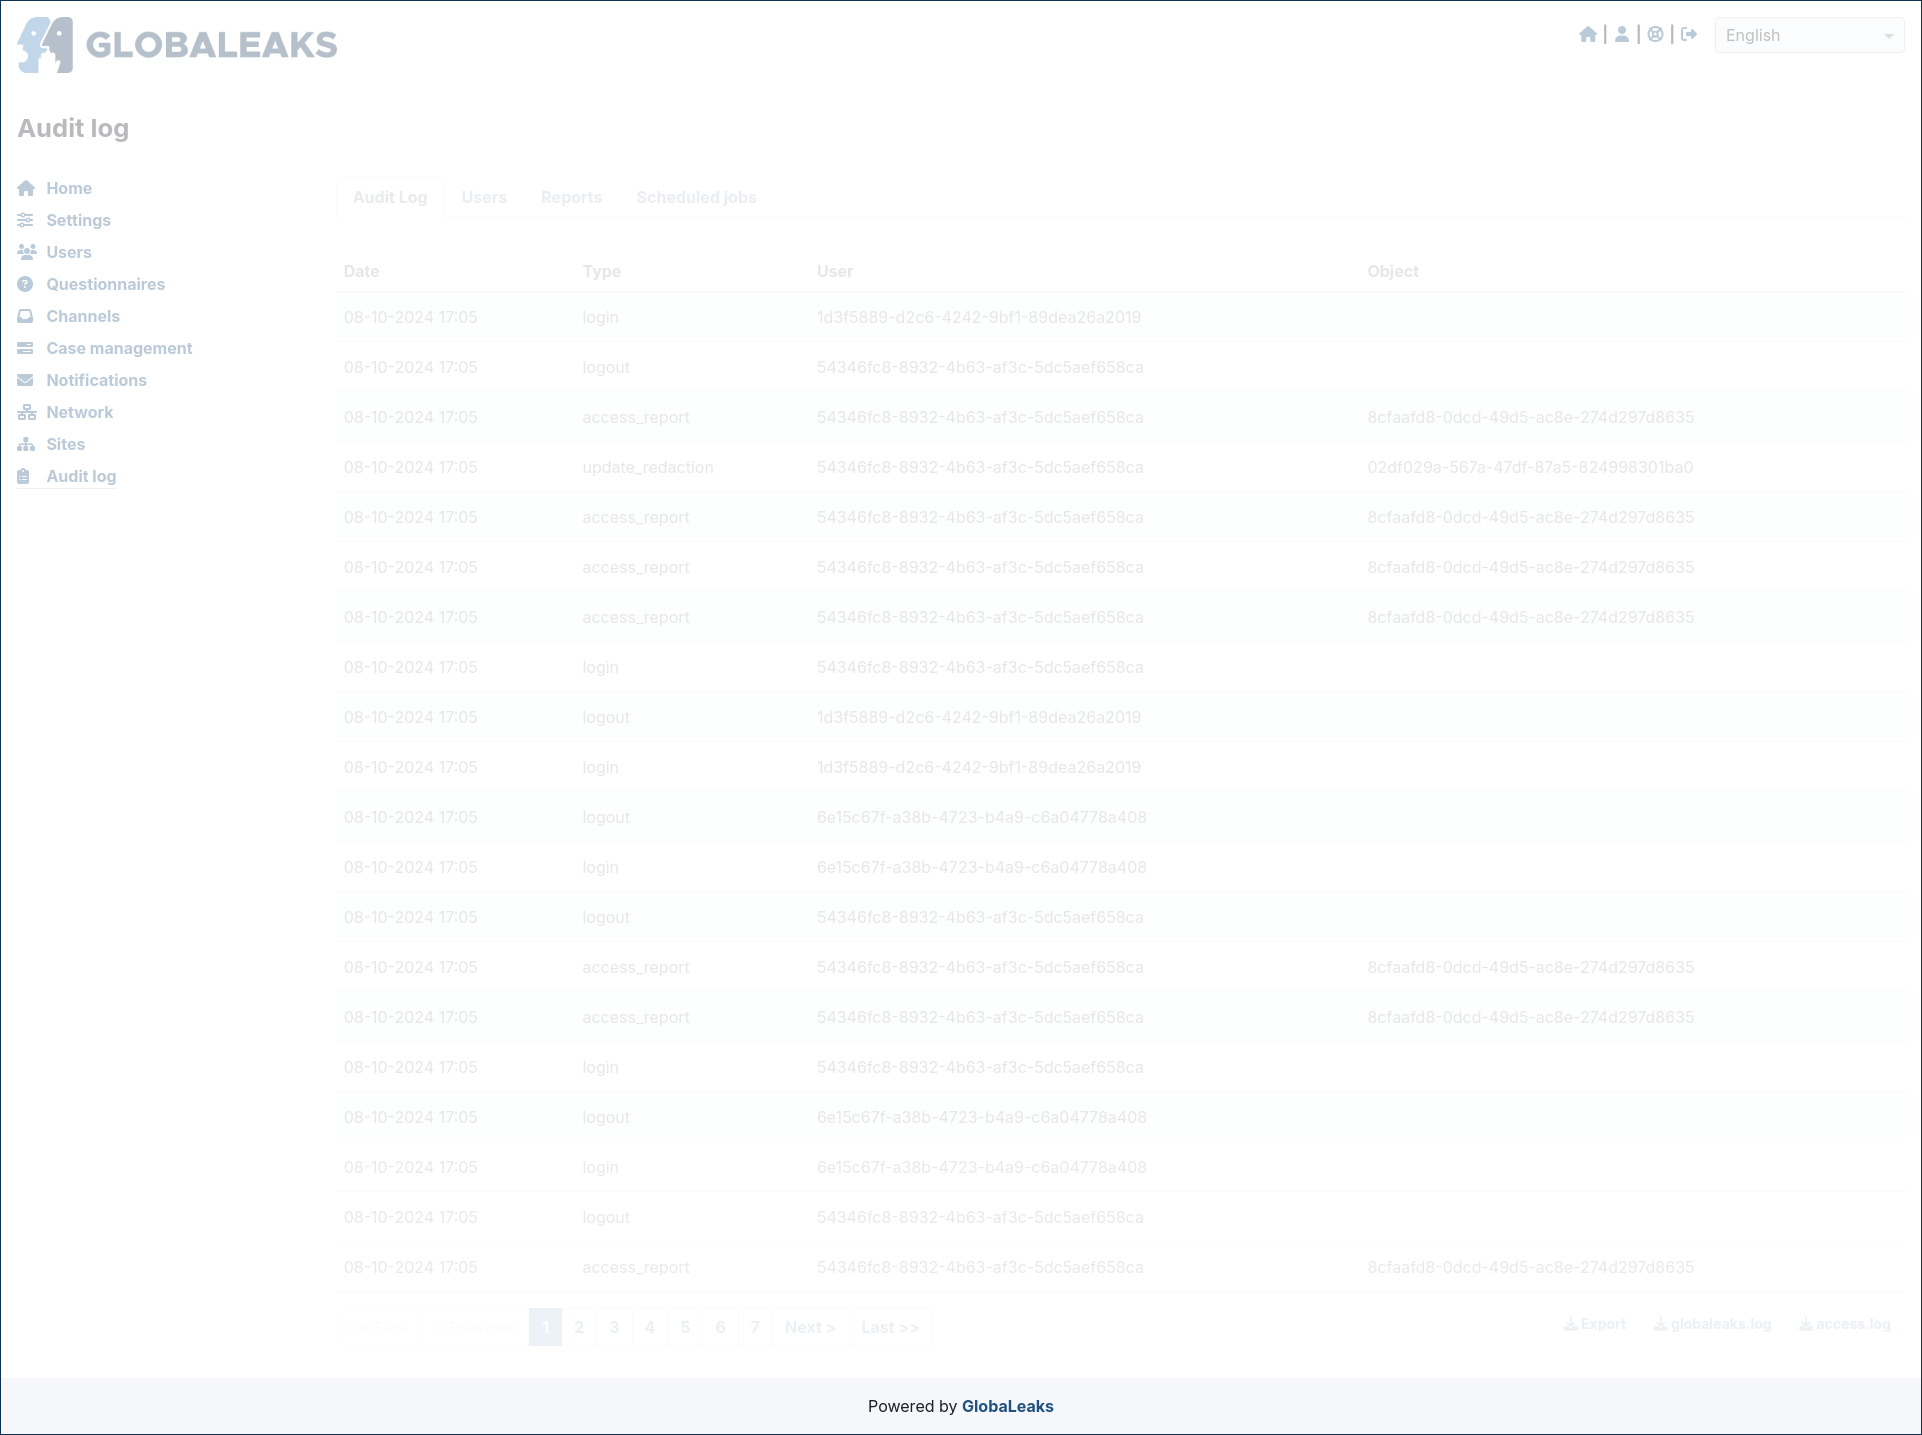 GLOBALEAKS
English
Audit log
Home
Settings
Users
Questionnaires
Channels
Case management
Notifications
Network
Sites
Audit log
Audit Log Users Reports Scheduled jobs
Date Type User Object
08-10-2024 17:05 login 1d3f5889-d2c6-4242-9bf1-89dea26a2019
08-10-2024 17:05 logout 54346fc8-8932-4b63-af3c-5dc5aef658ca
08-10-2024 17:05 access_report 54346fc8-8932-4b63-af3c-5dc5aef658ca 8cfaafd8-0dcd-49d5-ac8e-274d297d8635
08-10-2024 17:05 update_redaction 54346fc8-8932-4b63-af3c-5dc5aef658ca 02df029a-567a-47df-87a5-824998301ba0
08-10-2024 17:05 access_report 54346fc8-8932-4b63-af3c-5dc5aef658ca 8cfaafd8-0dcd-49d5-ac8e-274d297d8635
08-10-2024 17:05 access_report 54346fc8-8932-4b63-af3c-5dc5aef658ca 8cfaafd8-0dcd-49d5-ac8e-274d297d8635
08-10-2024 17:05 access_report 54346fc8-8932-4b63-af3c-5dc5aef658ca 8cfaafd8-0dcd-49d5-ac8e-274d297d8635
08-10-2024 17:05 login 54346fc8-8932-4b63-af3c-5dc5aef658ca
08-10-2024 17:05 logout 1d3f5889-d2c6-4242-9bf1-89dea26a2019
08-10-2024 17:05 login 1d3f5889-d2c6-4242-9bf1-89dea26a2019
08-10-2024 17:05 logout 6e15c67f-a38b-4723-b4a9-c6a04778a408
08-10-2024 17:05 login 6e15c67f-a38b-4723-b4a9-c6a04778a408
08-10-2024 17:05 logout 54346fc8-8932-4b63-af3c-5dc5aef658ca
08-10-2024 17:05 access_report 54346fc8-8932-4b63-af3c-5dc5aef658ca 8cfaafd8-0dcd-49d5-ac8e-274d297d8635
08-10-2024 17:05 access_report 54346fc8-8932-4b63-af3c-5dc5aef658ca 8cfaafd8-0dcd-49d5-ac8e-274d297d8635
08-10-2024 17:05 login 54346fc8-8932-4b63-af3c-5dc5aef658ca
08-10-2024 17:05 logout 6e15c67f-a38b-4723-b4a9-c6a04778a408
08-10-2024 17:05 login 6e15c67f-a38b-4723-b4a9-c6a04778a408
08-10-2024 17:05 logout 54346fc8-8932-4b63-af3c-5dc5aef658ca
08-10-2024 17:05 access_report 54346fc8-8932-4b63-af3c-5dc5aef658ca 8cfaafd8-0dcd-49d5-ac8e-274d297d8635
<< First < Previous 1 2 3 4 5 6 7 Next > Last >> Export globaleaks.log access.log
Powered by GlobaLeaks